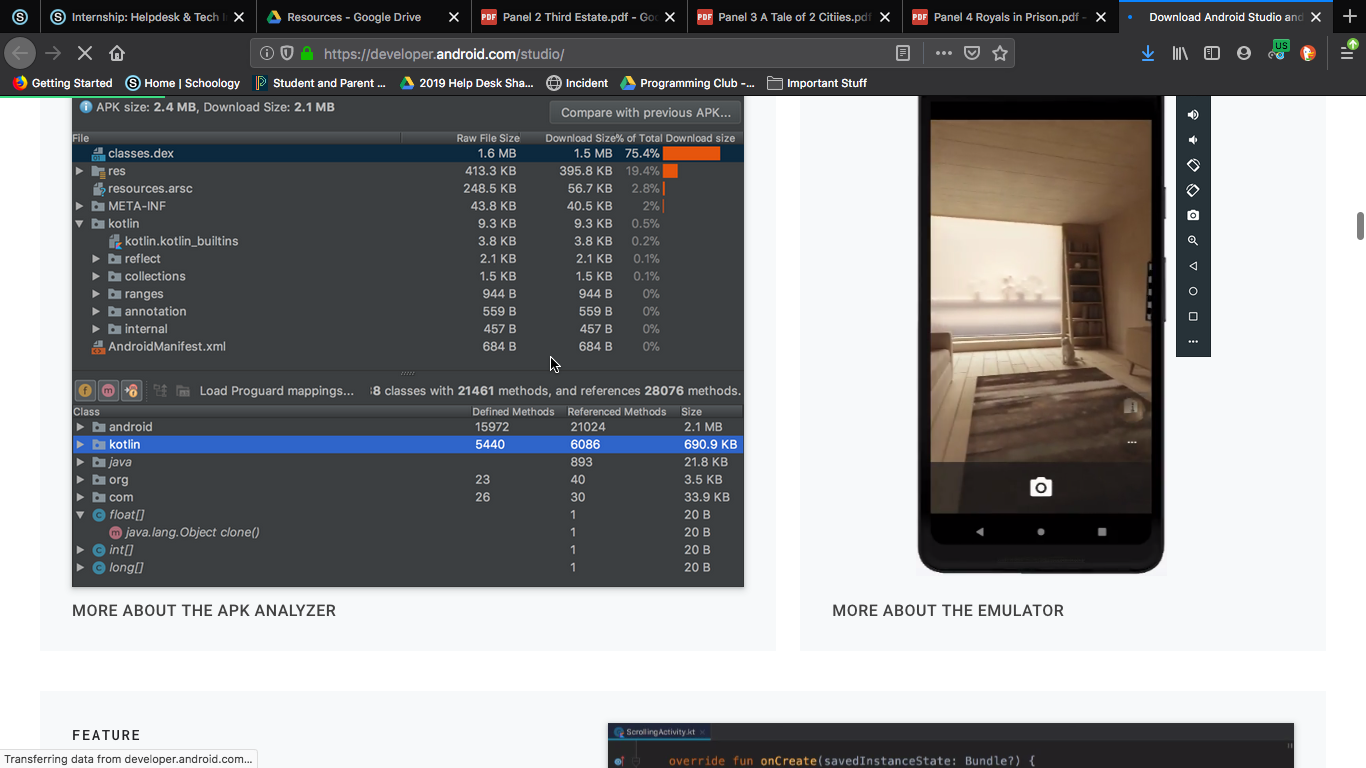 Internship: Helpdesk & Tech
Resources - Google Drive
Panel 2 Third Estate.pdf - Go
Panel 3 A Tale of 2 Citiies.pdf
Panel 4 Royals in Prison.pdf -
Download Android Studio and
https://developer.android.com/studio/
US
Getting Started
Home | Schoology
Student and Parent ...
2019 Help Desk Sha...
Incident
Programming Club -...
Important Stuff
APK size: 2.4 MB, Download Size: 2.1 MB
Compare with previous APK...
File Raw File Size Download Size % of Total Download size
classes.dex 1.6 MB 1.5 MB 75.4%
res 413.3 KB 395.8 KB 19.4%
resources.arsc 248.5 KB 56.7 KB 2.8%
META-INF 43.8 KB 40.5 KB 2%
kotlin 9.3 KB 9.3 KB 0.5%
kotlin.kotlin_builtins 3.8 KB 3.8 KB 0.2%
reflect 2.1 KB 2.1 KB 0.1%
collections 1.5 KB 1.5 KB 0.1%
ranges 944 B 944 B 0%
annotation 559 B 559 B 0%
internal 457 B 457 B 0%
AndroidManifest.xml 684 B 684 B 0%
Load Proguard mappings... 8 classes with 21461 methods, and references 28076 methods.
Class Defined Methods Referenced Methods Size
android 15972 21024 2.1 MB
kotlin 5440 6086 690.9 KB
java 893 21.8 KB
org 23 40 3.5 KB
com 26 30 33.9 KB
float[] 1 20 B
java.lang.Object clone() 1 20 B
int[] 1 20 B
long[] 1 20 B
MORE ABOUT THE APK ANALYZER
MORE ABOUT THE EMULATOR
FEATURE
ScrollingActivity.kt
override fun onCreate(savedInstanceState: Bundle?) {
Transferring data from developer.android.com...